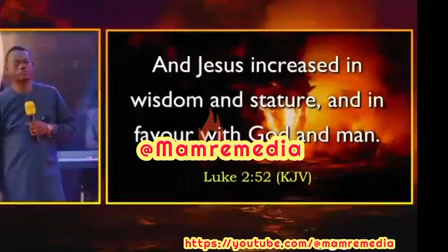 And Jesus increased in
wisdom and stature, and in
favour with God and man.
@Mamremedia
Luke 2:52 (KJV)
https://youtube.com/@mamremedia